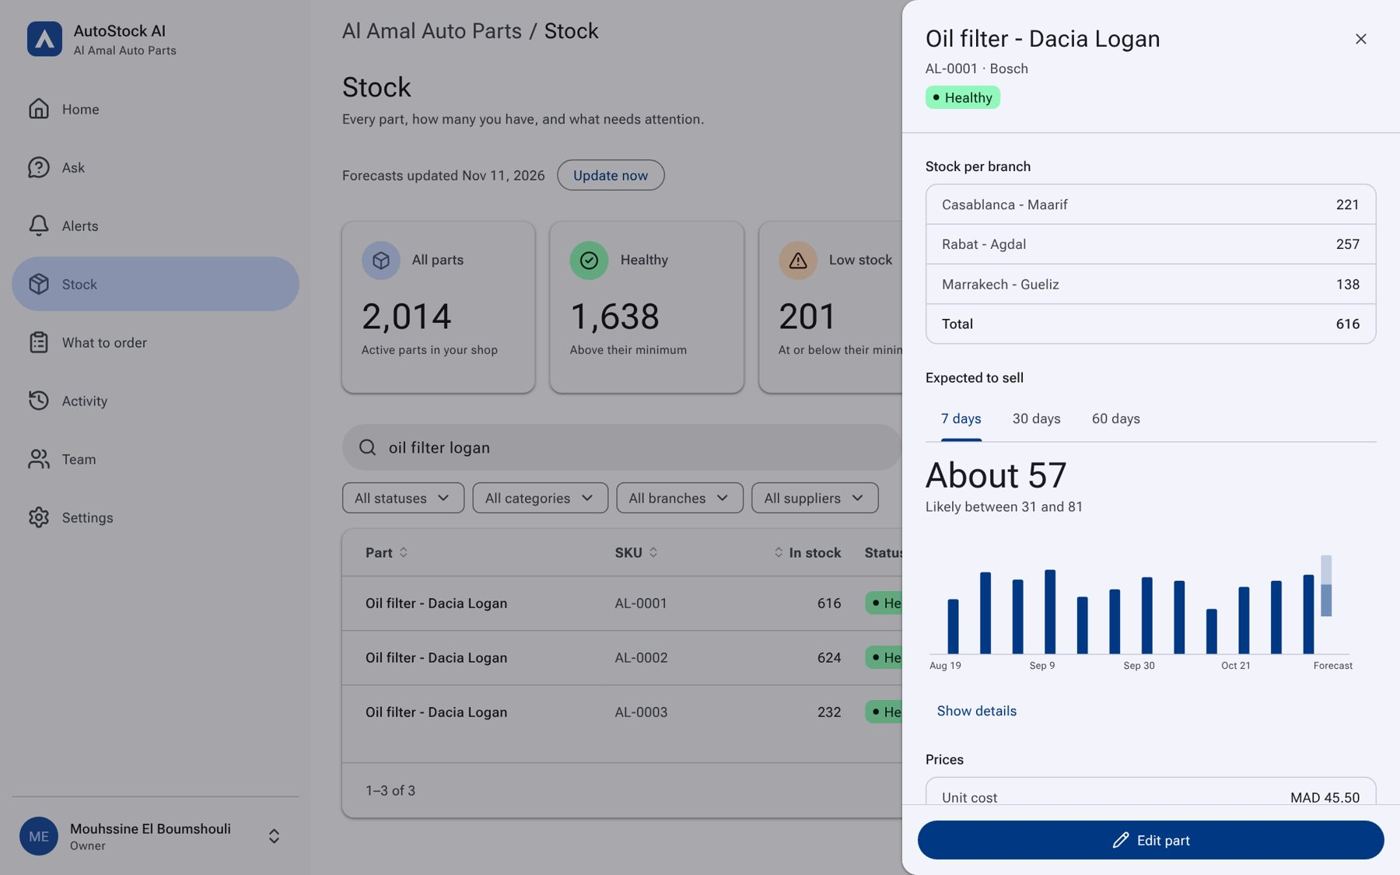 AutoStock AI
Al Amal Auto Parts
Home
Ask
Alerts
Stock
What to order
Activity
Team
Settings
ME
Mouhssine El Boumshouli
Owner
Al Amal Auto Parts / Stock
Stock
Every part, how many you have, and what needs attention.
Forecasts updated Nov 11, 2026 Update now
All parts
2,014
Active parts in your shop
Healthy
1,638
Above their minimum
Low stock
201
At or below their minin
oil filter logan
All statuses All categories All branches All suppliers
Part SKU In stock Status
Oil filter - Dacia Logan AL-0001 616 He
Oil filter - Dacia Logan AL-0002 624 He
Oil filter - Dacia Logan AL-0003 232 He
1–3 of 3
Oil filter - Dacia Logan
AL-0001 · Bosch
Healthy
Stock per branch
Casablanca - Maarif 221
Rabat - Agdal 257
Marrakech - Gueliz 138
Total 616
Expected to sell
7 days 30 days 60 days
About 57
Likely between 31 and 81
Aug 19 Sep 9 Sep 30 Oct 21 Forecast
Show details
Prices
Unit cost MAD 45.50
Edit part